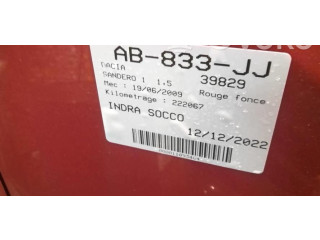 AB-833-JJ
DACIA 39829
SANDERO 1 1.5
Mec : 19/06/2009 Rouge fonce
Kilometrage : 222067
INDRA SOCCO
12/12/2022